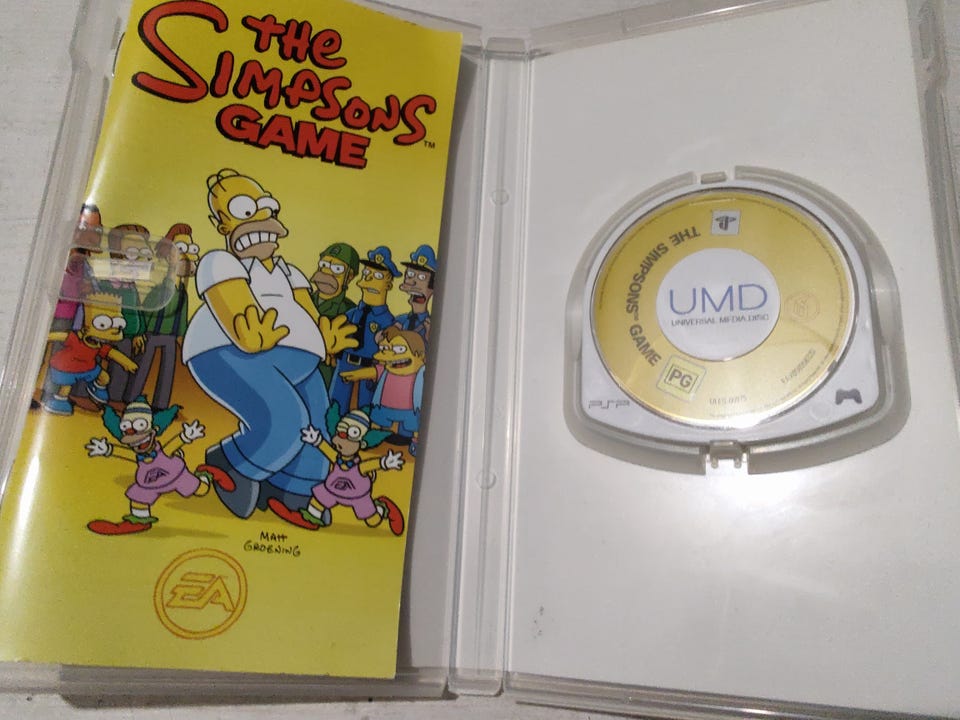 THE
SIMPSONS
GAME
TM
MATT
GROENING
EA
THE SIMPSONS™ GAME
UMD
UNIVERSAL MEDIA DISC
PG
PSP